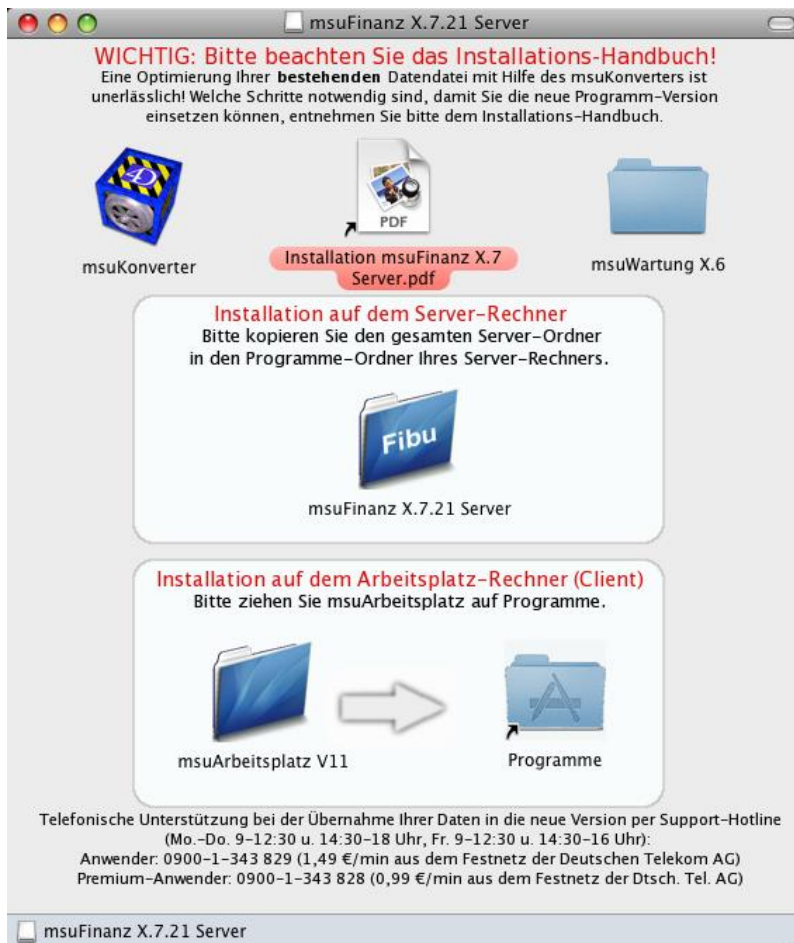 msuFinanz X.7.21 Server
WICHTIG: Bitte beachten Sie das Installations-Handbuch!
Eine Optimierung Ihrer bestehenden Datendatei mit Hilfe des msuKonverters ist
unerlässlich! Welche Schritte notwendig sind, damit Sie die neue Programm-Version
einsetzen können, entnehmen Sie bitte dem Installations-Handbuch.
4D
PDF
msuKonverter
Installation msuFinanz X.7
Server.pdf
msuWartung X.6
Installation auf dem Server-Rechner
Bitte kopieren Sie den gesamten Server-Ordner
in den Programme-Ordner Ihres Server-Rechners.
Fibu
msuFinanz X.7.21 Server
Installation auf dem Arbeitsplatz-Rechner (Client)
Bitte ziehen Sie msuArbeitsplatz auf Programme.
msuArbeitsplatz V11
Programme
Telefonische Unterstützung bei der Übernahme Ihrer Daten in die neue Version per Support-Hotline
(Mo.-Do. 9-12:30 u. 14:30-18 Uhr, Fr. 9-12:30 u. 14:30-16 Uhr):
Anwender: 0900-1-343 829 (1,49 €/min aus dem Festnetz der Deutschen Telekom AG)
Premium-Anwender: 0900-1-343 828 (0,99 €/min aus dem Festnetz der Dtsch. Tel. AG)
msuFinanz X.7.21 Server